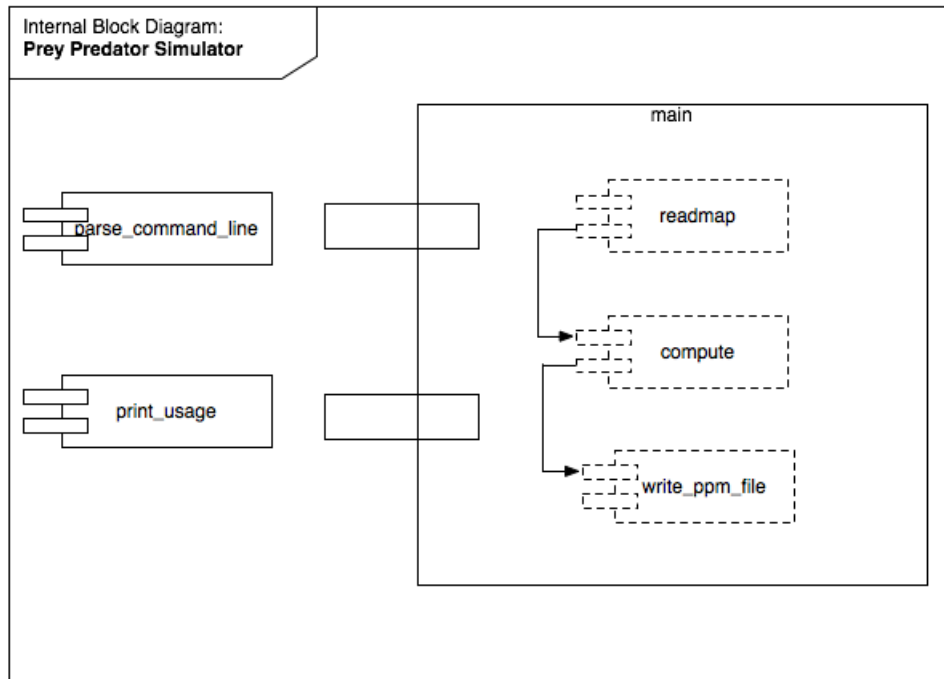 Internal Block Diagram:
Prey Predator Simulator
main
readmap
parse_command_line
compute
print_usage
write_ppm_file